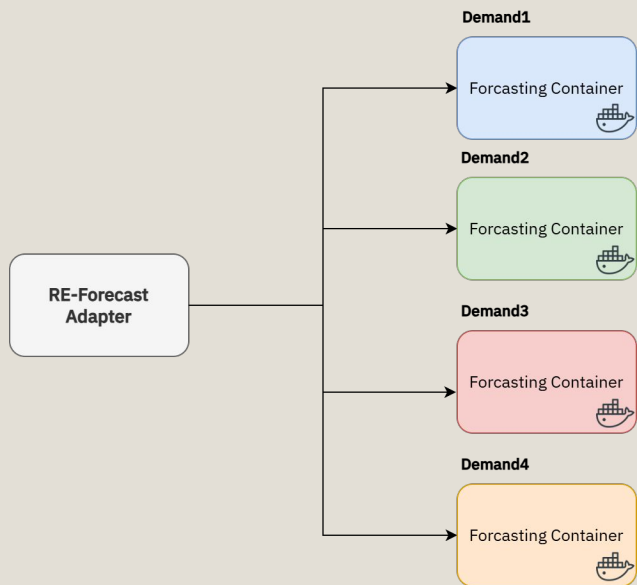 Demand1
Forcasting Container
Demand2
Forcasting Container
RE-Forecast
Adapter
Demand3
Forcasting Container
Demand4
Forcasting Container